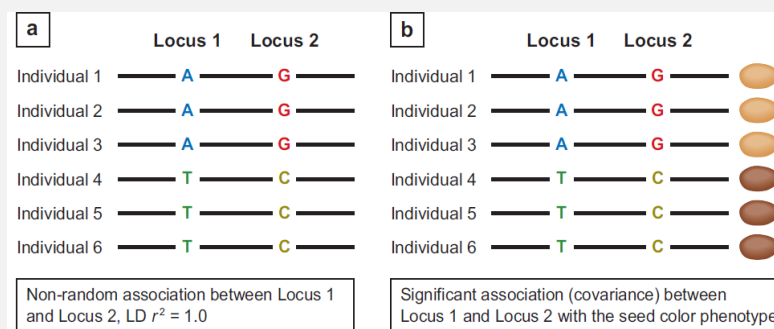 a
Locus 1 Locus 2
Individual 1 A G
Individual 2 A G
Individual 3 A G
Individual 4 T C
Individual 5 T C
Individual 6 T C
Non-random association between Locus 1
and Locus 2, LD r² = 1.0
b
Locus 1 Locus 2
Individual 1 A G
Individual 2 A G
Individual 3 A G
Individual 4 T C
Individual 5 T C
Individual 6 T C
Significant association (covariance) between
Locus 1 and Locus 2 with the seed color phenotype